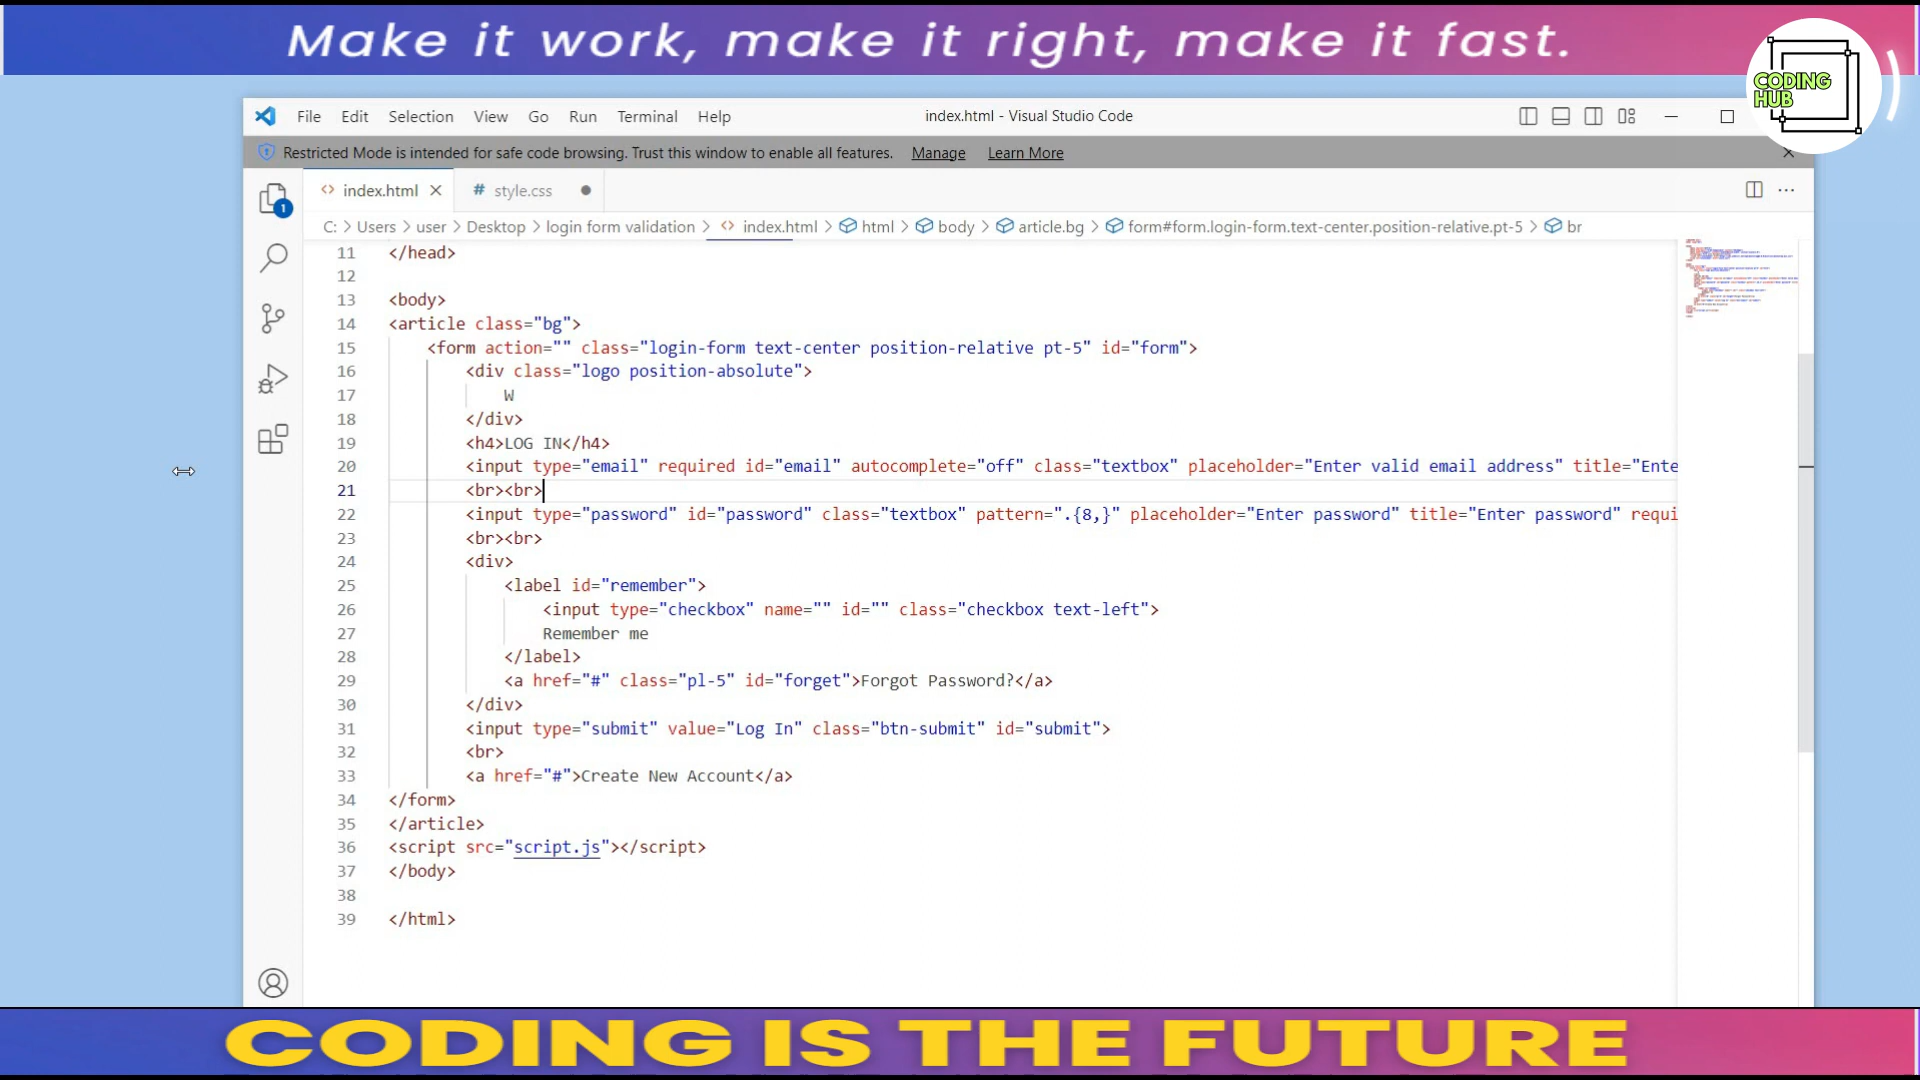 Make it work, make it right, make it fast.
CODING
HUB
File Edit Selection View Go Run Terminal Help
index.html - Visual Studio Code
Restricted Mode is intended for safe code browsing. Trust this window to enable all features. Manage Learn More
1
index.html
# style.css
C: > Users > user > Desktop > login form validation > index.html > html > body > article.bg > form#form.login-form.text-center.position-relative.pt-5 > br
11 </head>
12
13 <body>
14 <article class="bg">
15 <form action="" class="login-form text-center position-relative pt-5" id="form">
16 <div class="logo position-absolute">
17 W
18 </div>
19 <h4>LOG IN</h4>
20 <input type="email" required id="email" autocomplete="off" class="textbox" placeholder="Enter valid email address" title="Ente
21 <br><br>
22 <input type="password" id="password" class="textbox" pattern=".{8,}" placeholder="Enter password" title="Enter password" requi
23 <br><br>
24 <div>
25 <label id="remember">
26 <input type="checkbox" name="" id="" class="checkbox text-left">
27 Remember me
28 </label>
29 <a href="#" class="pl-5" id="forget">Forgot Password?</a>
30 </div>
31 <input type="submit" value="Log In" class="btn-submit" id="submit">
32 <br>
33 <a href="#">Create New Account</a>
34 </form>
35 </article>
36 <script src="script.js"></script>
37 </body>
38
39 </html>
CODING IS THE FUTURE